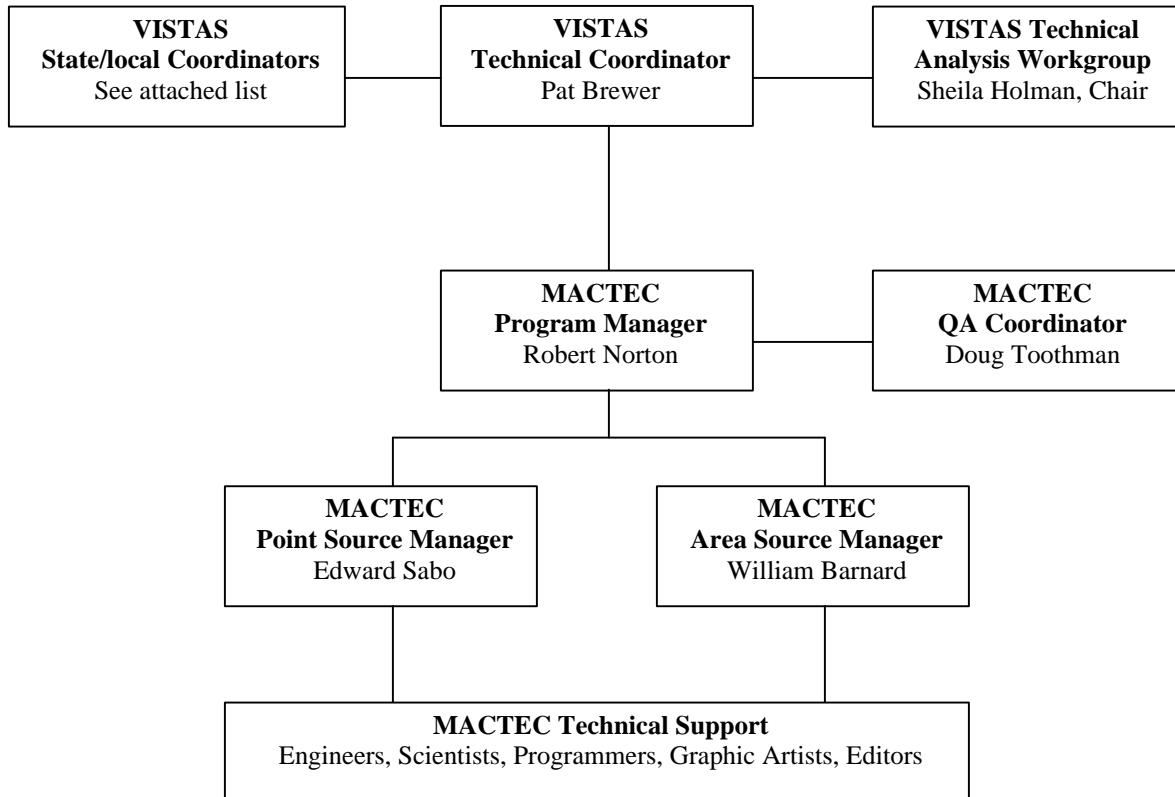 VISTAS
State/local Coordinators
See attached list
VISTAS
Technical Coordinator
Pat Brewer
VISTAS Technical
Analysis Workgroup
Sheila Holman, Chair
MACTEC
Program Manager
Robert Norton
MACTEC
QA Coordinator
Doug Toothman
MACTEC
Point Source Manager
Edward Sabo
MACTEC
Area Source Manager
William Barnard
MACTEC Technical Support
Engineers, Scientists, Programmers, Graphic Artists, Editors